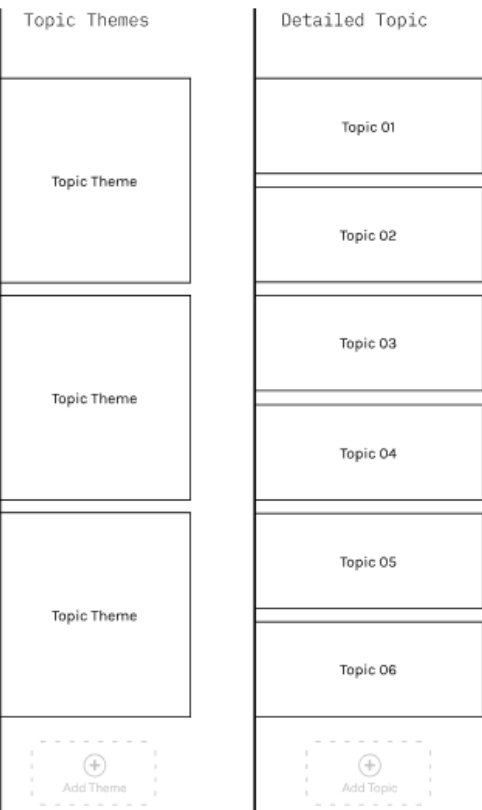 Topic Themes
Topic Theme
Topic Theme
Topic Theme
Add Theme
Detailed Topic
Topic 01
Topic 02
Topic 03
Topic 04
Topic 05
Topic 06
Add Topic